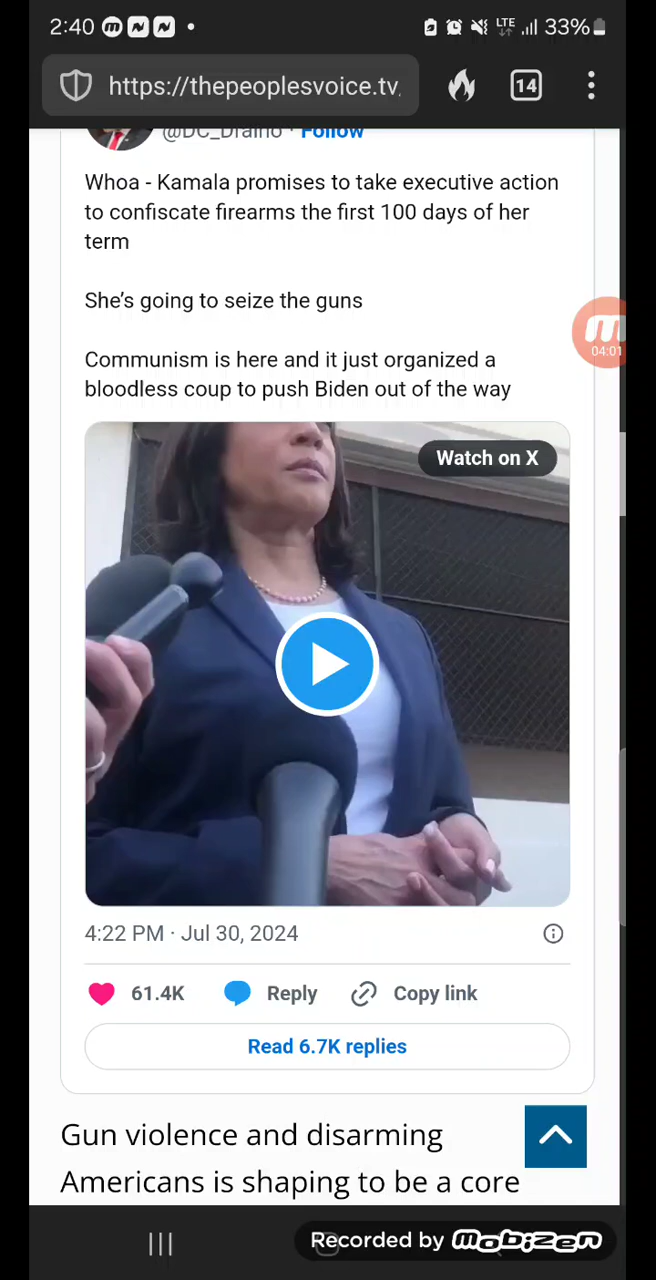 2:40
LTE
33%
https://thepeoplesvoice.tv
14
@DC_Draino · Follow
Whoa - Kamala promises to take executive action
to confiscate firearms the first 100 days of her
term
She's going to seize the guns
Communism is here and it just organized a
bloodless coup to push Biden out of the way
Watch on X
04:01
4:22 PM · Jul 30, 2024
61.4K
Reply
Copy link
Read 6.7K replies
Gun violence and disarming
Americans is shaping to be a core
Recorded by mobizen